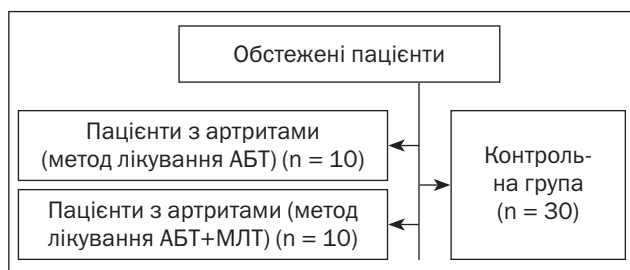 Обстежені пацієнти
Пацієнти з артритами
(метод лікування АБТ) (n = 10)
Пацієнти з артритами (метод
лікування АБТ+МЛТ) (n = 10)
Контроль-
на група
(n = 30)